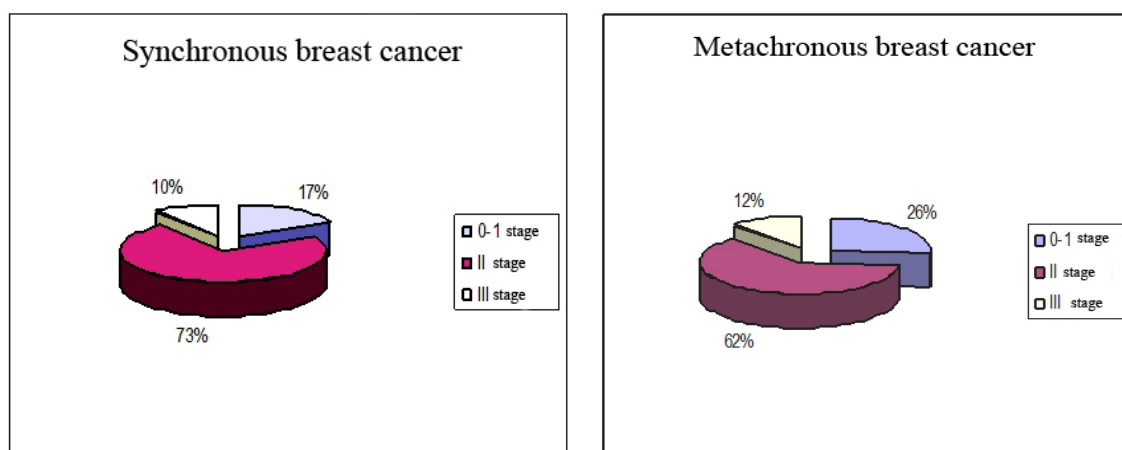 Synchronous breast cancer
10%
17%
73%
0-1 stage
II stage
III stage
Metachronous breast cancer
12%
26%
62%
0-1 stage
II stage
III stage